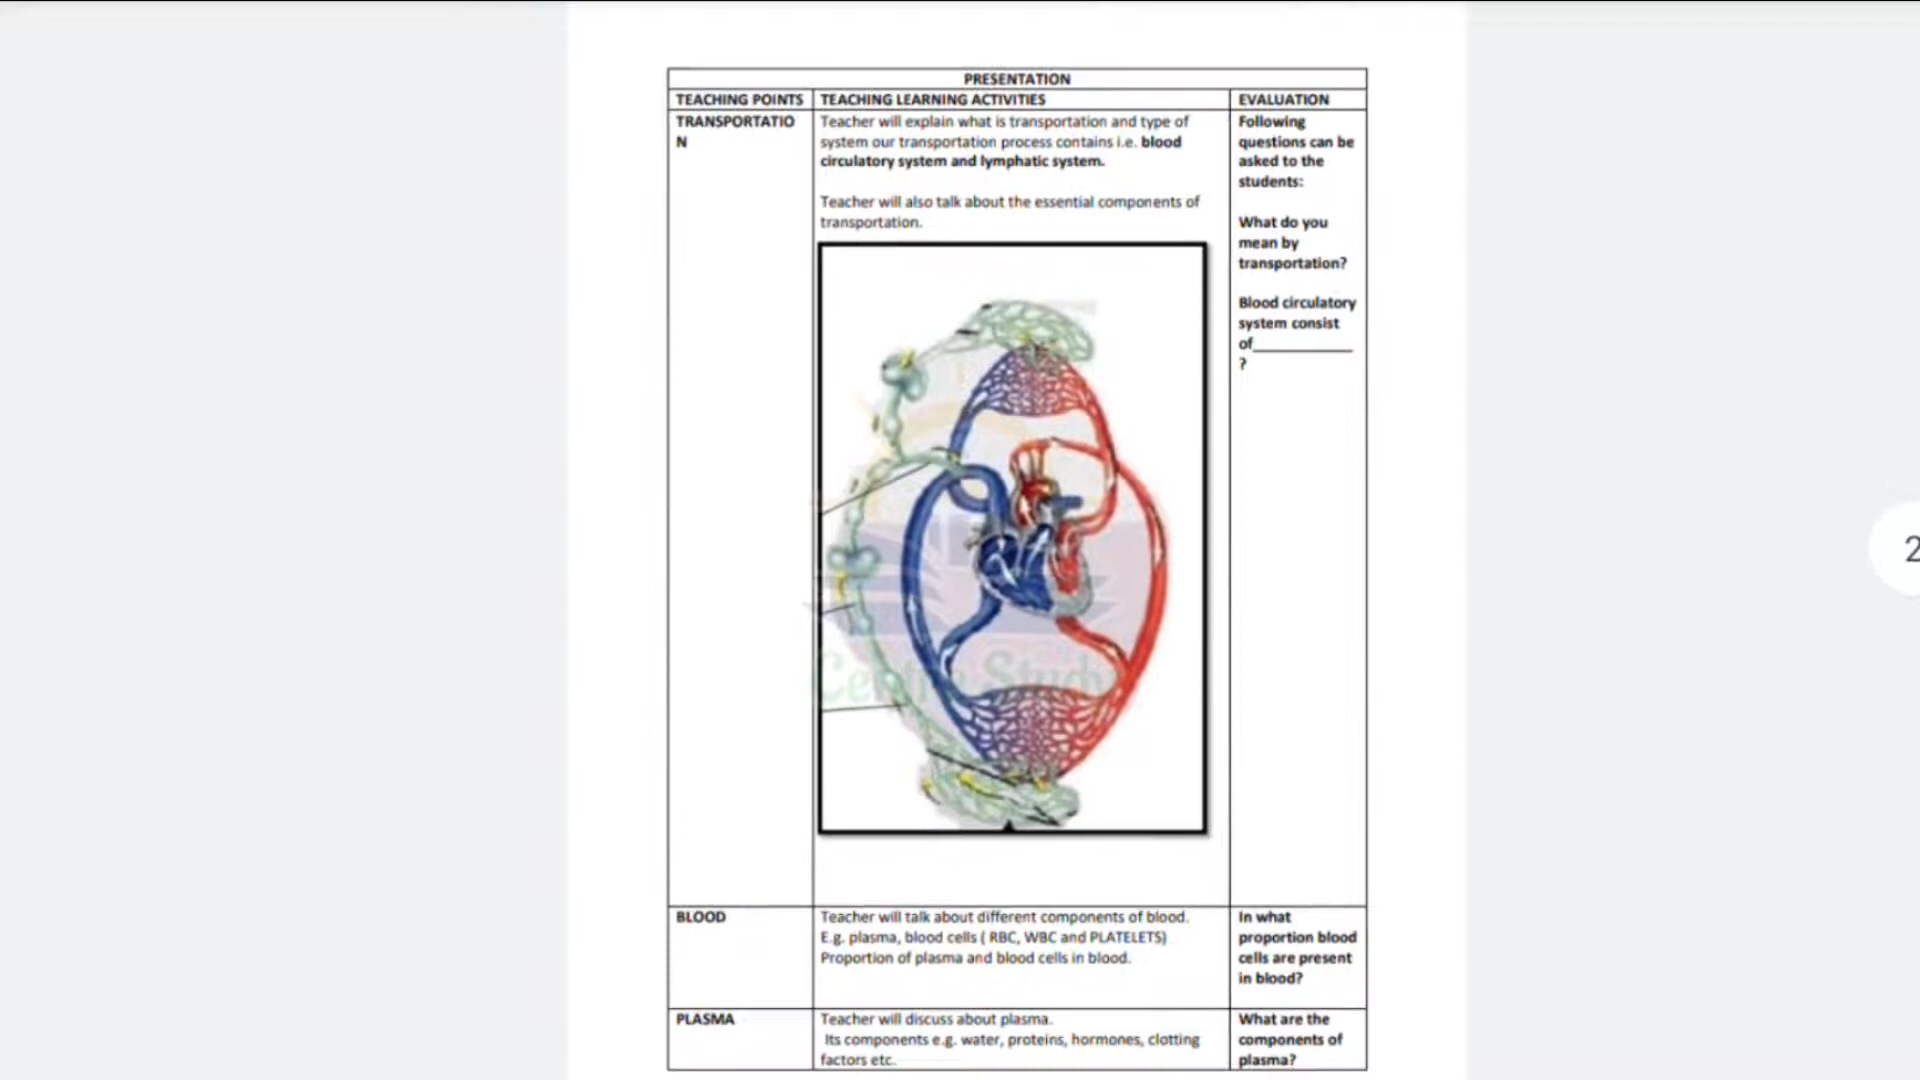 PRESENTATION
TEACHING POINTS
TEACHING LEARNING ACTIVITIES
EVALUATION
TRANSPORTATIO
N
Teacher will explain what is transportation and type of
system our transportation process contains i.e. blood
circulatory system and lymphatic system.
Teacher will also talk about the essential components of
transportation.
Following
questions can be
asked to the
students:
What do you
mean by
transportation?
Blood circulatory
system consist
of____________
?
Centre Study
BLOOD
Teacher will talk about different components of blood.
E.g. plasma, blood cells ( RBC, WBC and PLATELETS)
Proportion of plasma and blood cells in blood.
In what
proportion blood
cells are present
in blood?
PLASMA
Teacher will discuss about plasma.
Its components e.g. water, proteins, hormones, clotting
factors etc.
What are the
components of
plasma?
2